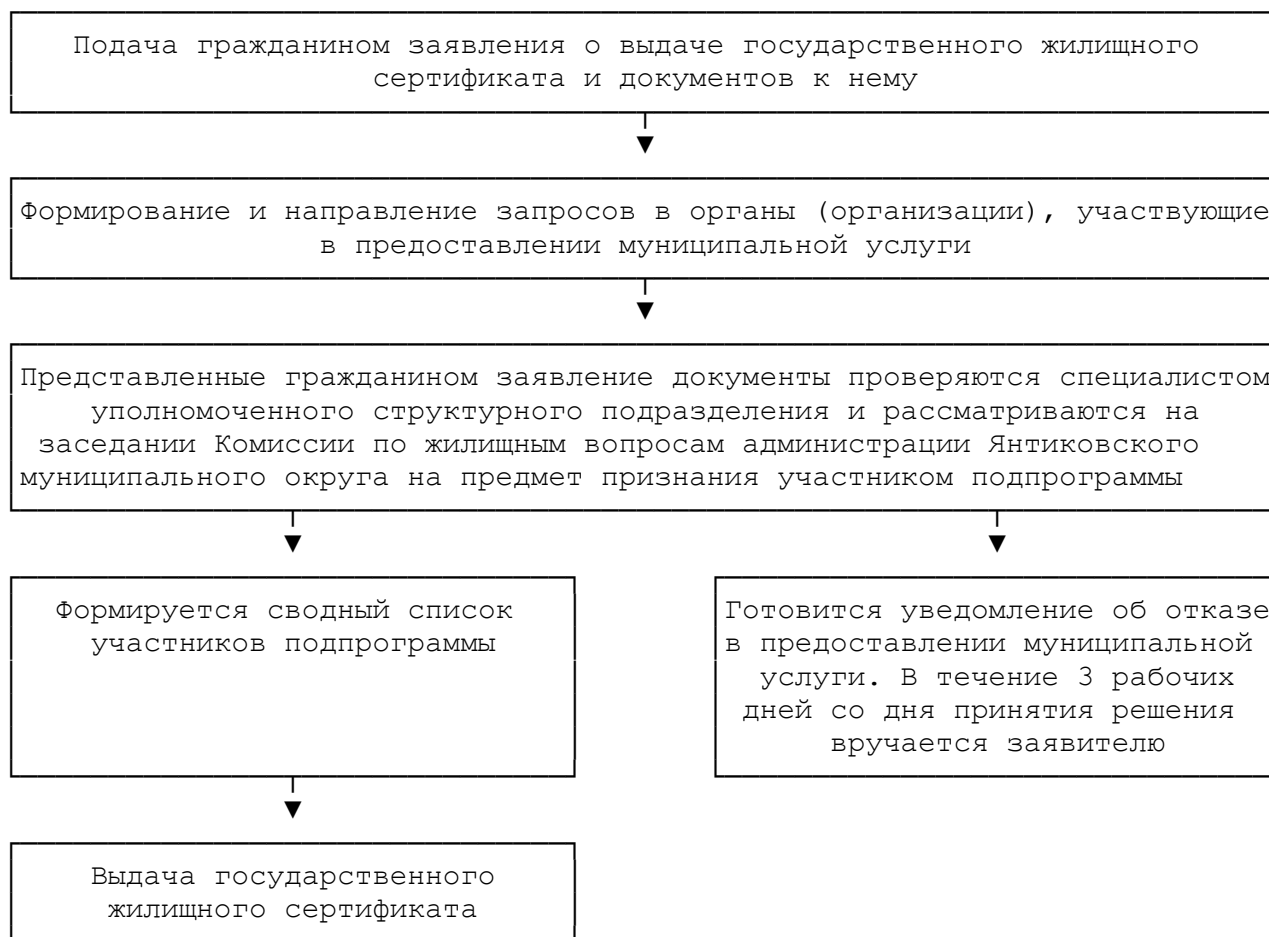 Подача гражданином заявления о выдаче государственного жилищного
сертификата и документов к нему
Формирование и направление запросов в органы (организации), участвующие
в предоставлении муниципальной услуги
Представленные гражданином заявление документы проверяются специалистом
уполномоченного структурного подразделения и рассматриваются на
заседании Комиссии по жилищным вопросам администрации Янтиковского
муниципального округа на предмет признания участником подпрограммы
Формируется сводный список
участников подпрограммы
Готовится уведомление об отказе
в предоставлении муниципальной
услуги. В течение 3 рабочих
дней со дня принятия решения
вручается заявителю
Выдача государственного
жилищного сертификата